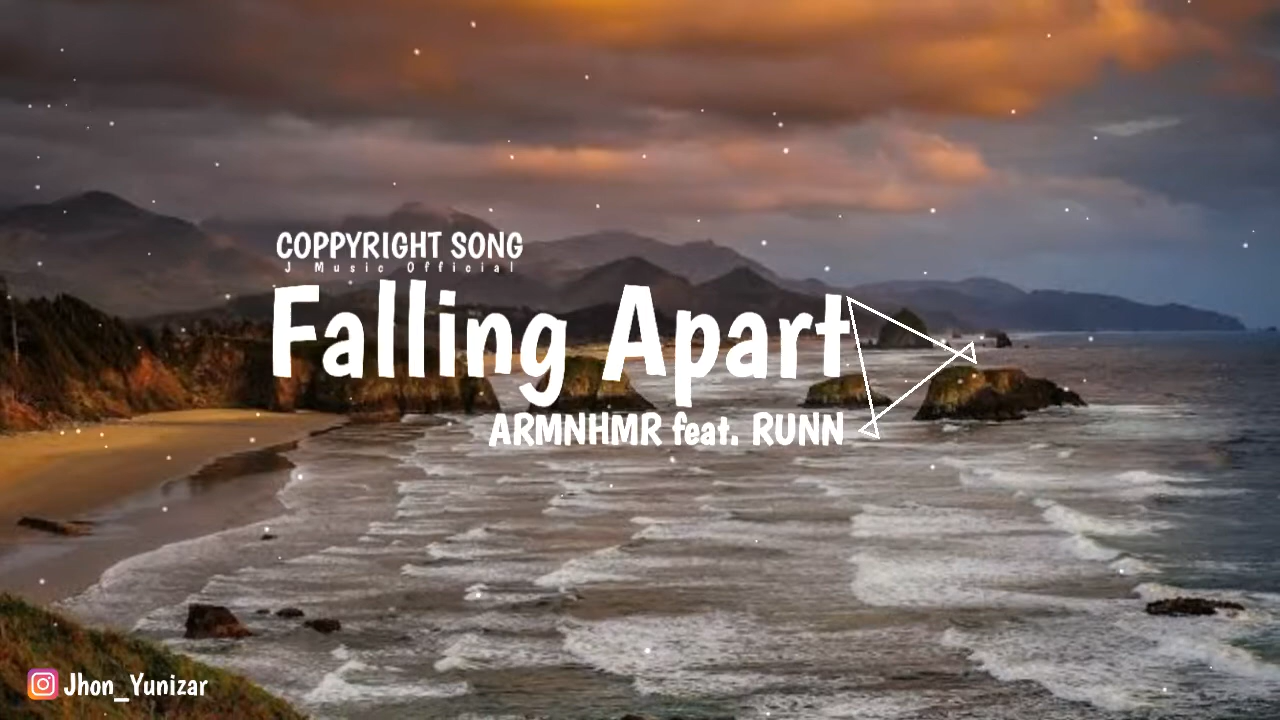 COPPYRIGHT SONG
J Music Official
Falling Apart
ARMNHMR feat. RUNN
Jhon_Yunizar